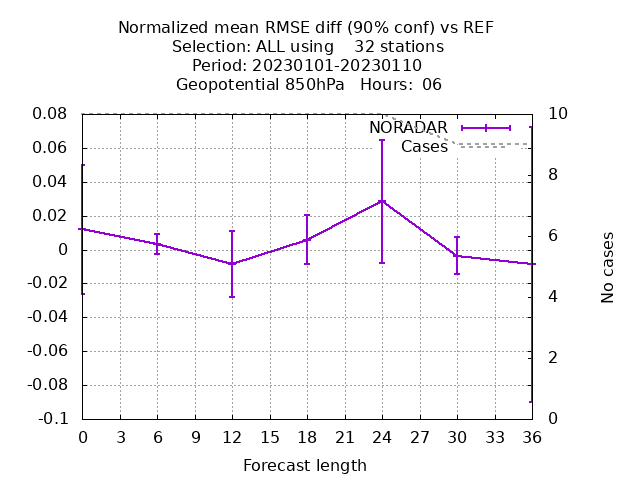 Normalized mean RMSE diff (90% conf) vs REF
Selection: ALL using    32 stations
Period: 20230101-20230110
Geopotential 850hPa   Hours:  06
NORADAR
Cases
0.08
0.06
0.04
0.02
0
-0.02
-0.04
-0.06
-0.08
-0.1
10
8
6
4
2
0
No cases
0 3 6 9 12 15 18 21 24 27 30 33 36
Forecast length